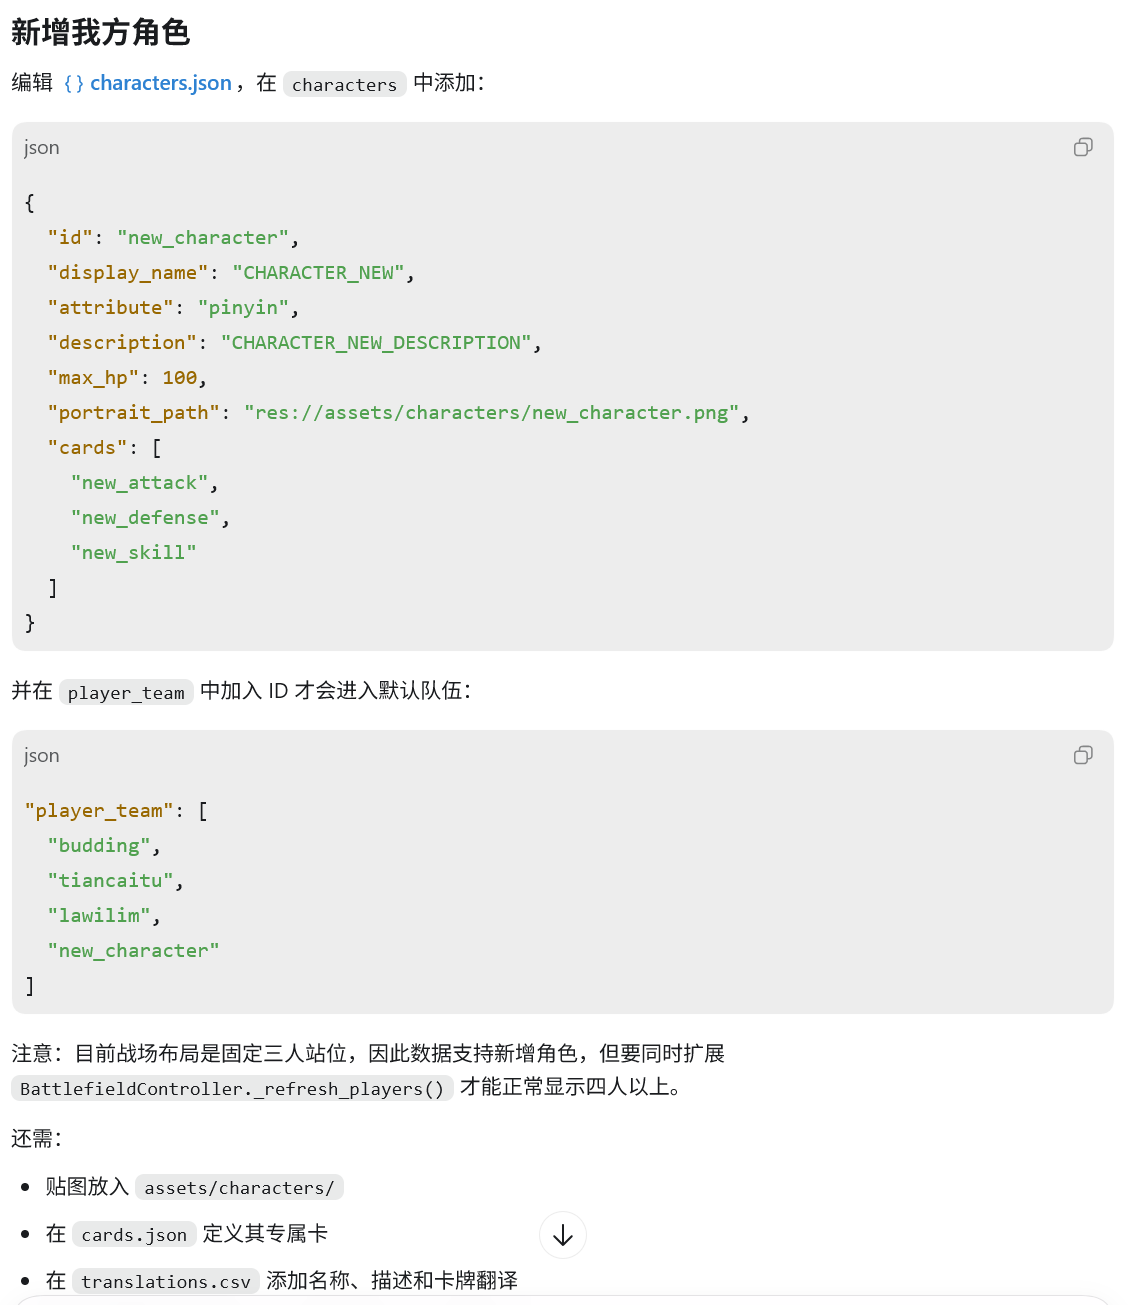 新增我方角色
编辑 {} characters.json，在 characters 中添加：
json
{
  "id": "new_character",
  "display_name": "CHARACTER_NEW",
  "attribute": "pinyin",
  "description": "CHARACTER_NEW_DESCRIPTION",
  "max_hp": 100,
  "portrait_path": "res://assets/characters/new_character.png",
  "cards": [
    "new_attack",
    "new_defense",
    "new_skill"
  ]
}
并在 player_team 中加入 ID 才会进入默认队伍：
json
"player_team": [
  "budding",
  "tiancaitu",
  "lawilim",
  "new_character"
]
注意：目前战场布局是固定三人站位，因此数据支持新增角色，但要同时扩展
BattlefieldController._refresh_players() 才能正常显示四人以上。
还需：
• 贴图放入 assets/characters/
• 在 cards.json 定义其专属卡
• 在 translations.csv 添加名称、描述和卡牌翻译